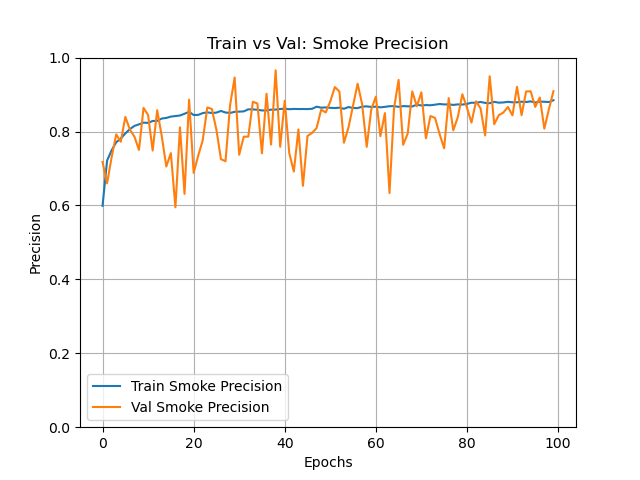 Train vs Val: Smoke Precision
1.0
0.8
0.6
0.4
0.2
0.0
Precision
Train Smoke Precision
Val Smoke Precision
0 20 40 60 80 100
Epochs